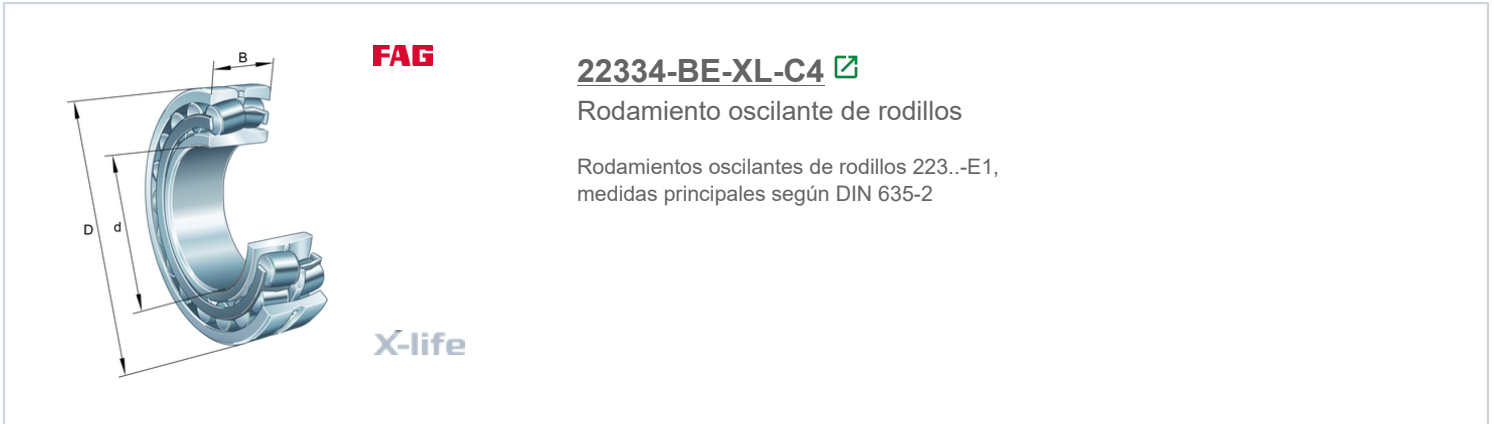 B
FAG
D
d
X-life
22334-BE-XL-C4
Rodamiento oscilante de rodillos
Rodamientos oscilantes de rodillos 223..-E1,
medidas principales según DIN 635-2